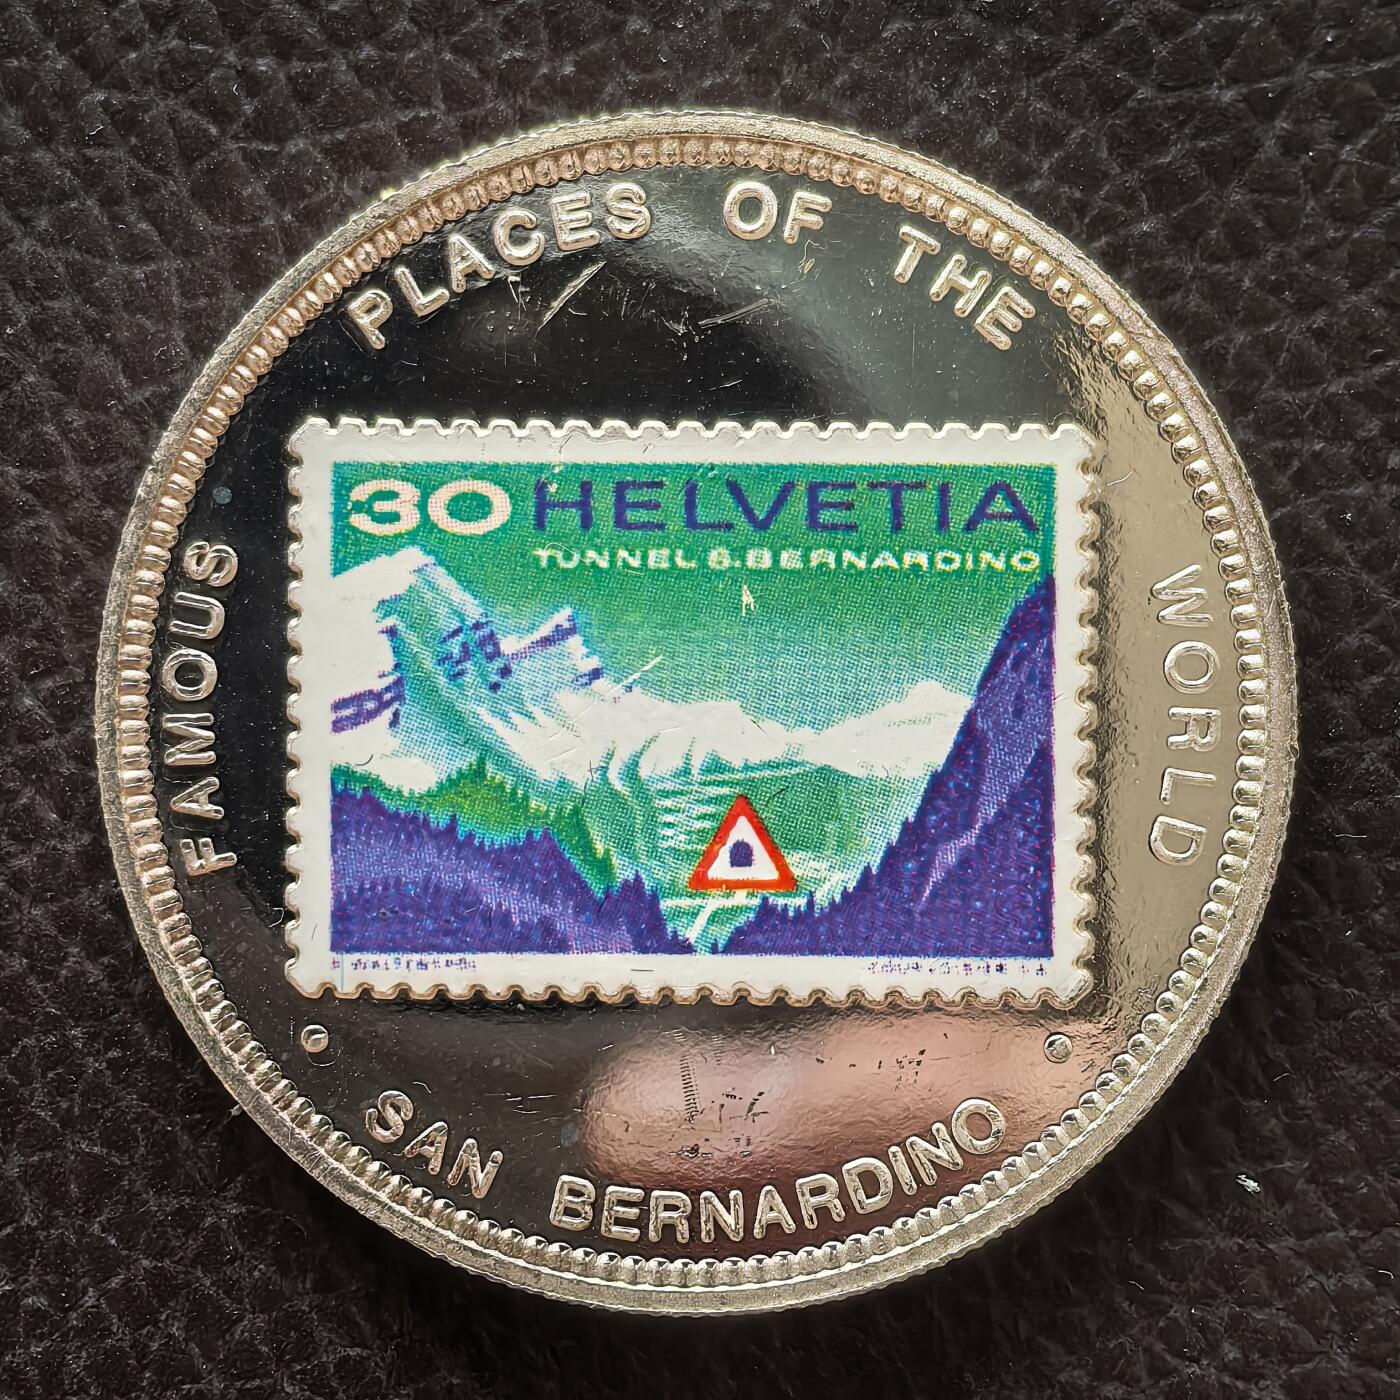 FAMOUS PLACES OF THE WORLD
30 HELVETIA
TUNNEL S.BERNARDINO
SAN BERNARDINO